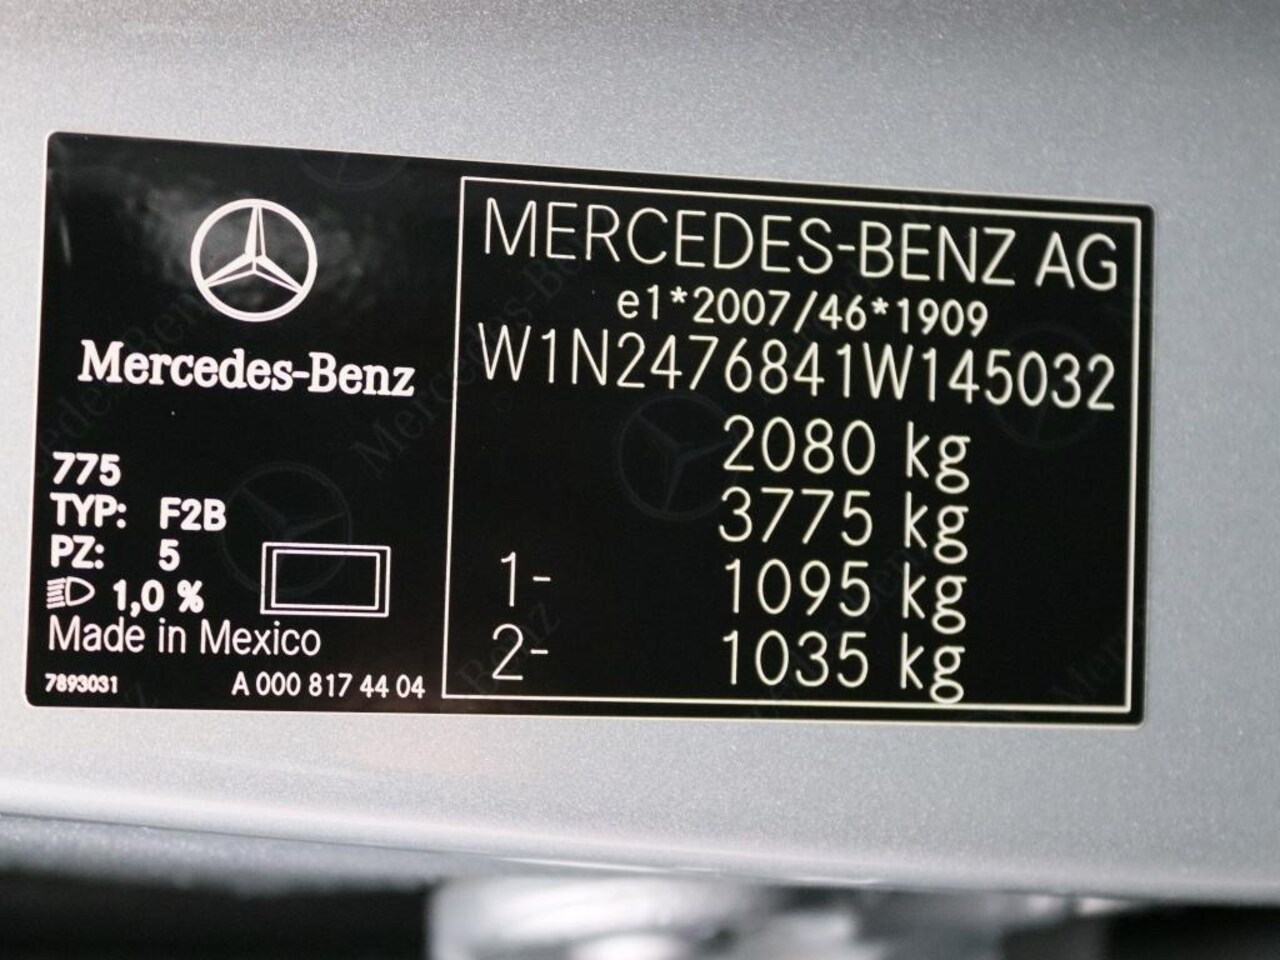 Mercedes-Benz
775
TYP: F2B
PZ: 5
1,0 %
Made in Mexico
7893031 A 000 817 44 04
MERCEDES-BENZ AG
e1*2007/46*1909
W1N2476841W145032
2080 kg
3775 kg
1- 1095 kg
2- 1035 kg